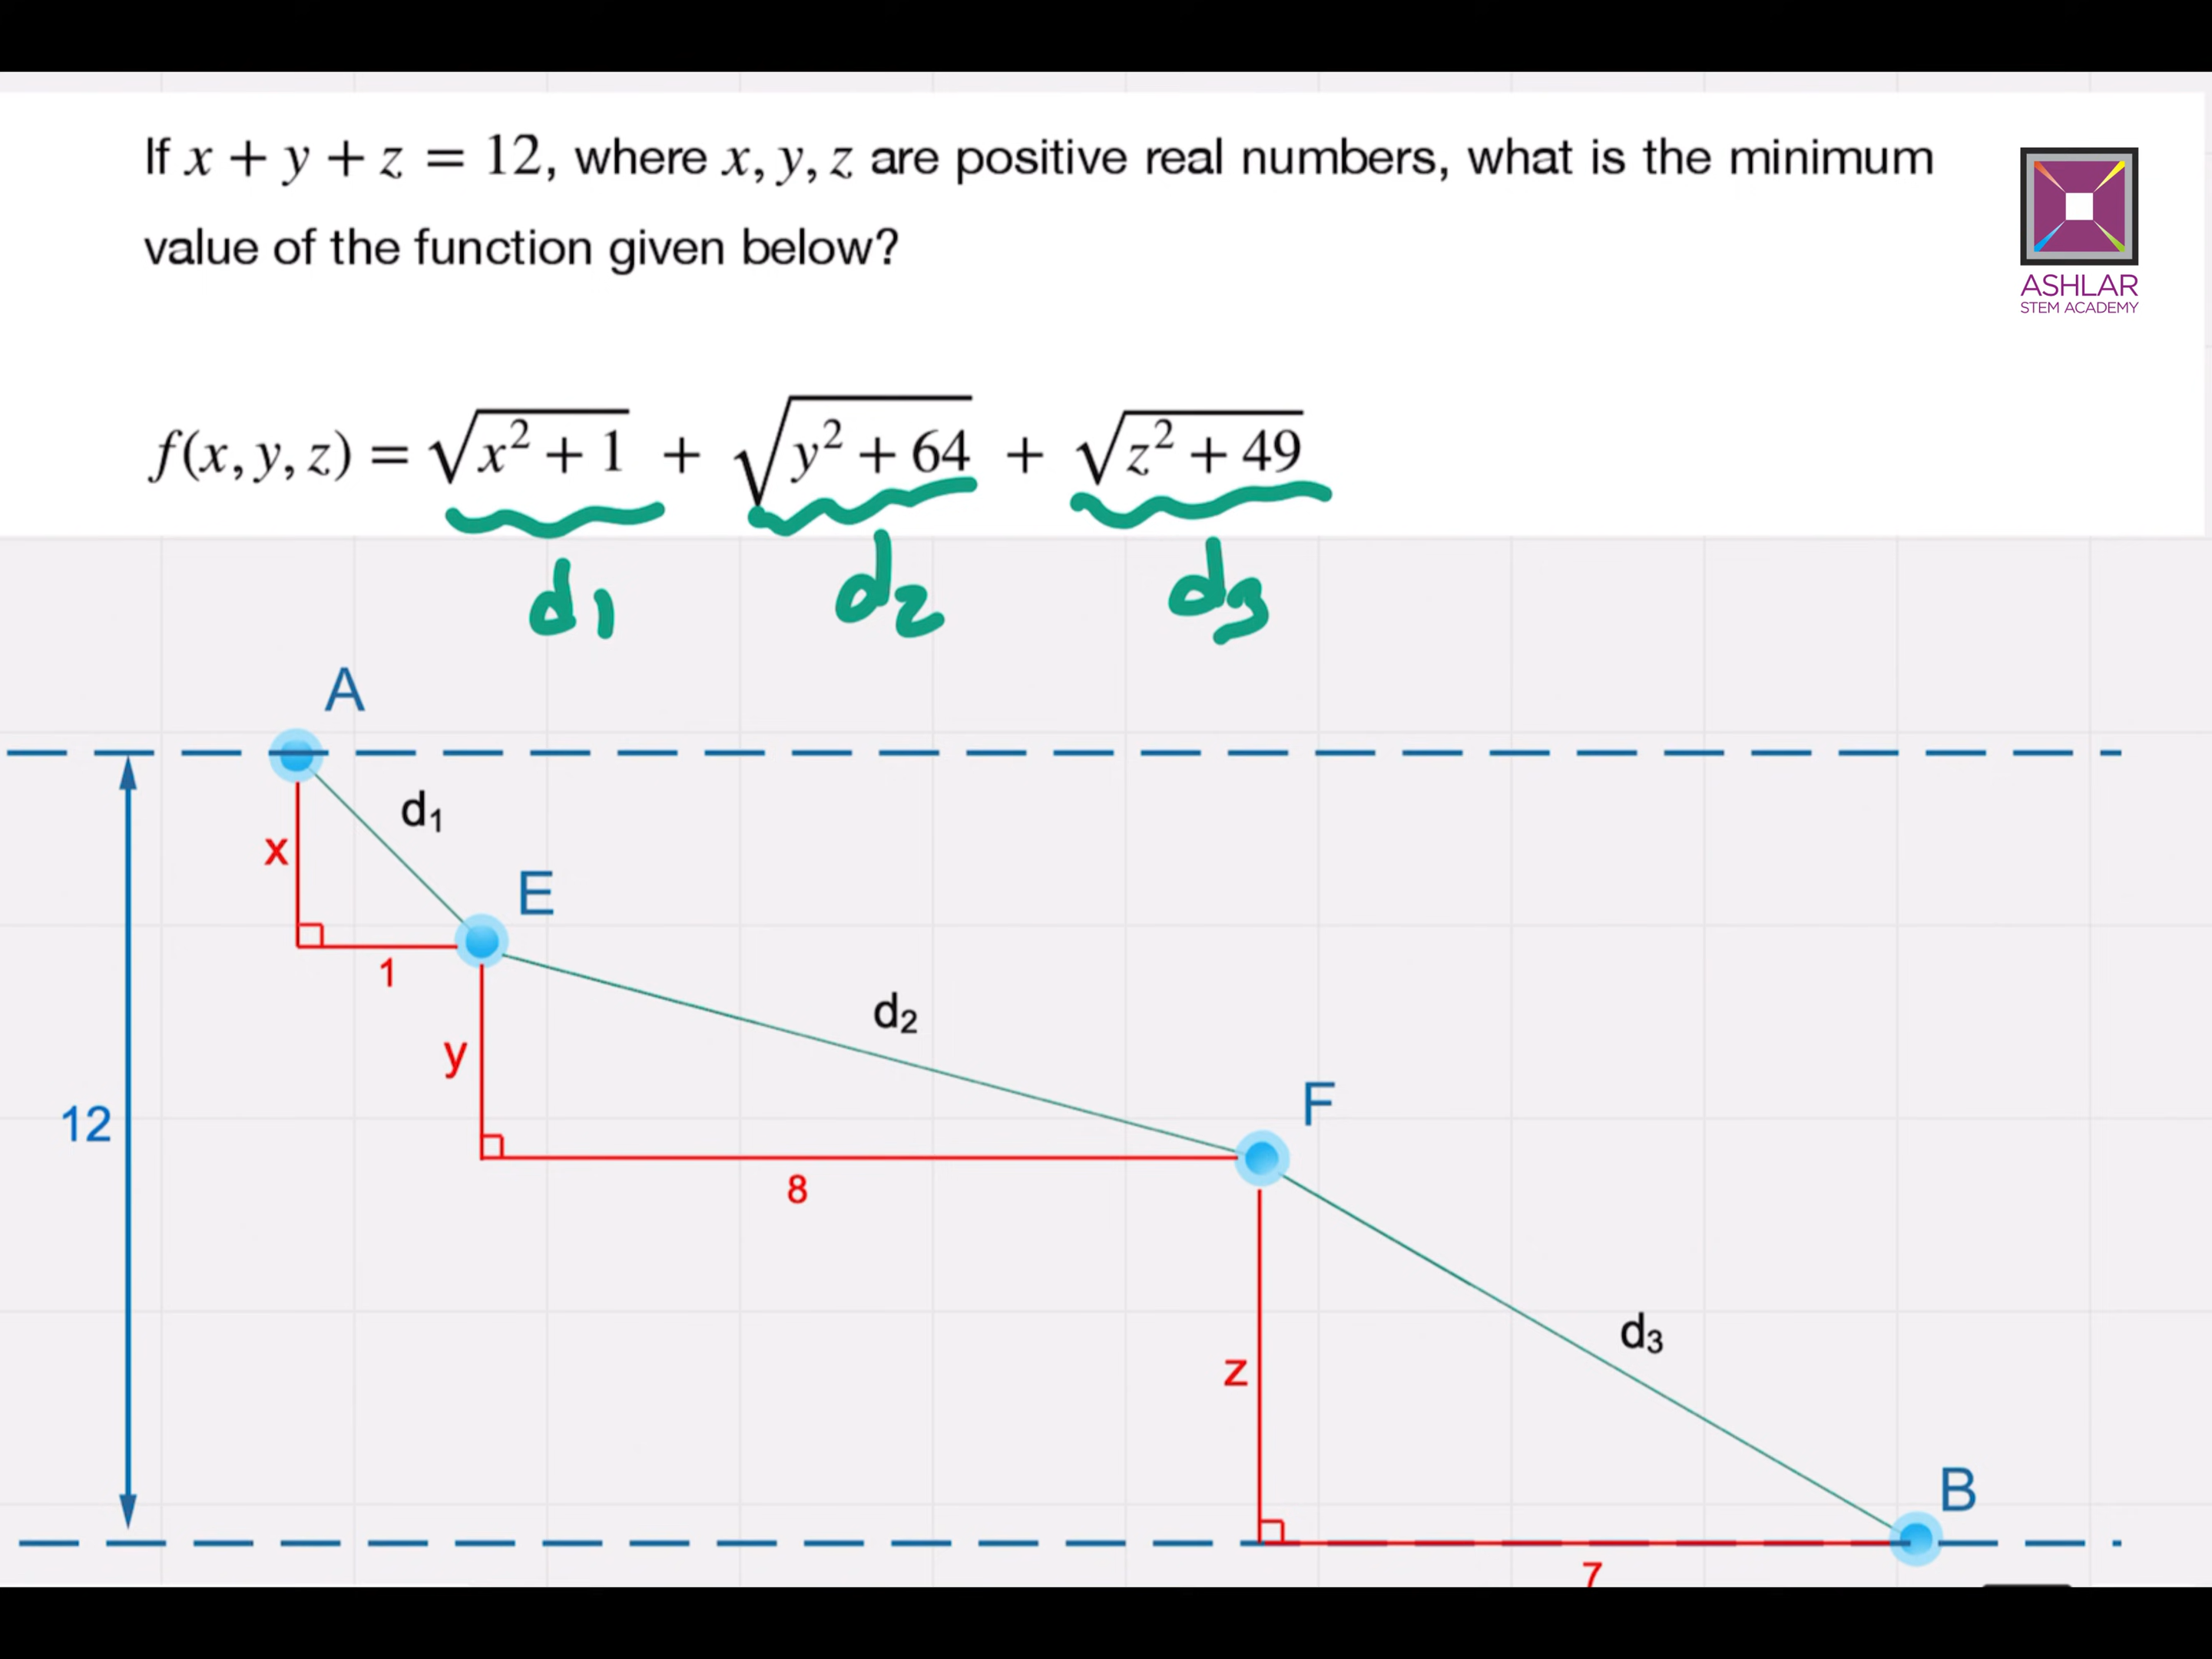 If x + y + z = 12, where x, y, z are positive real numbers, what is the minimum
value of the function given below?
ASHLAR
STEM ACADEMY
f(x, y, z) = √(x² + 1) + √(y² + 64) + √(z² + 49)
d1 d2 d3
A
d₁
x
E
1
d₂
y
F
12
8
d₃
z
B
7